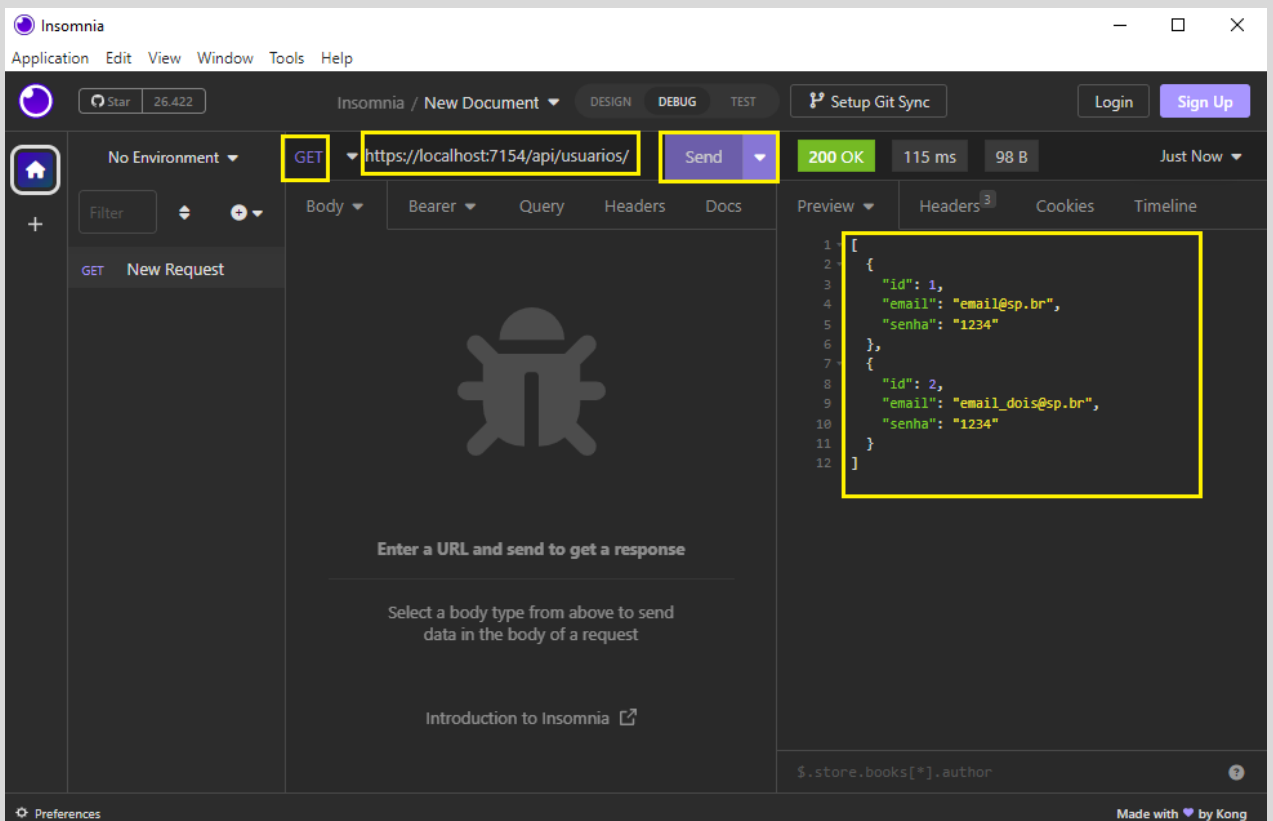 Insomnia
Application Edit View Window Tools Help
Star 26.422
Insomnia / New Document
DESIGN DEBUG TEST
Setup Git Sync
Login
Sign Up
No Environment
GET
https://localhost:7154/api/usuarios/
Send
200 OK
115 ms
98 B
Just Now
Filter
Body Bearer Query Headers Docs
Preview Headers 3 Cookies Timeline
GET New Request
1 [
2 {
3 "id": 1,
4 "email": "email@sp.br",
5 "senha": "1234"
6 },
7 {
8 "id": 2,
9 "email": "email_dois@sp.br",
10 "senha": "1234"
11 }
12 ]
Enter a URL and send to get a response
Select a body type from above to send
data in the body of a request
Introduction to Insomnia
$.store.books[*].author
?
Preferences
Made with ♥ by Kong